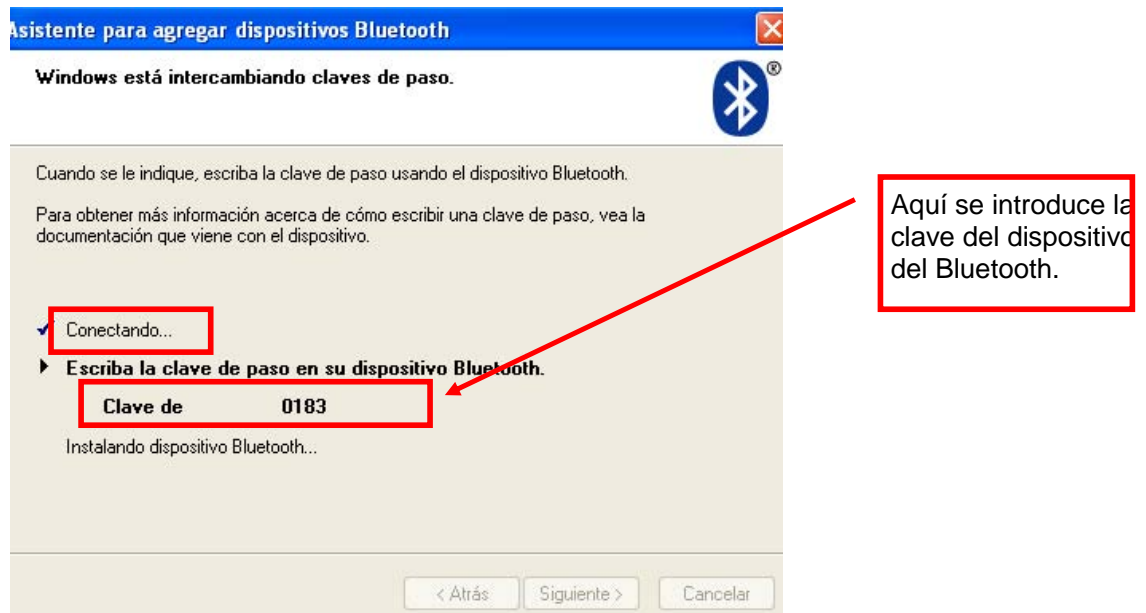 Asistente para agregar dispositivos Bluetooth
Windows está intercambiando claves de paso.
®
Cuando se le indique, escriba la clave de paso usando el dispositivo Bluetooth.
Para obtener más información acerca de cómo escribir una clave de paso, vea la
documentación que viene con el dispositivo.
Aquí se introduce la
clave del dispositivo
del Bluetooth.
Conectando...
Escriba la clave de paso en su dispositivo Bluetooth.
Clave de 0183
Instalando dispositivo Bluetooth...
< Atrás Siguiente > Cancelar